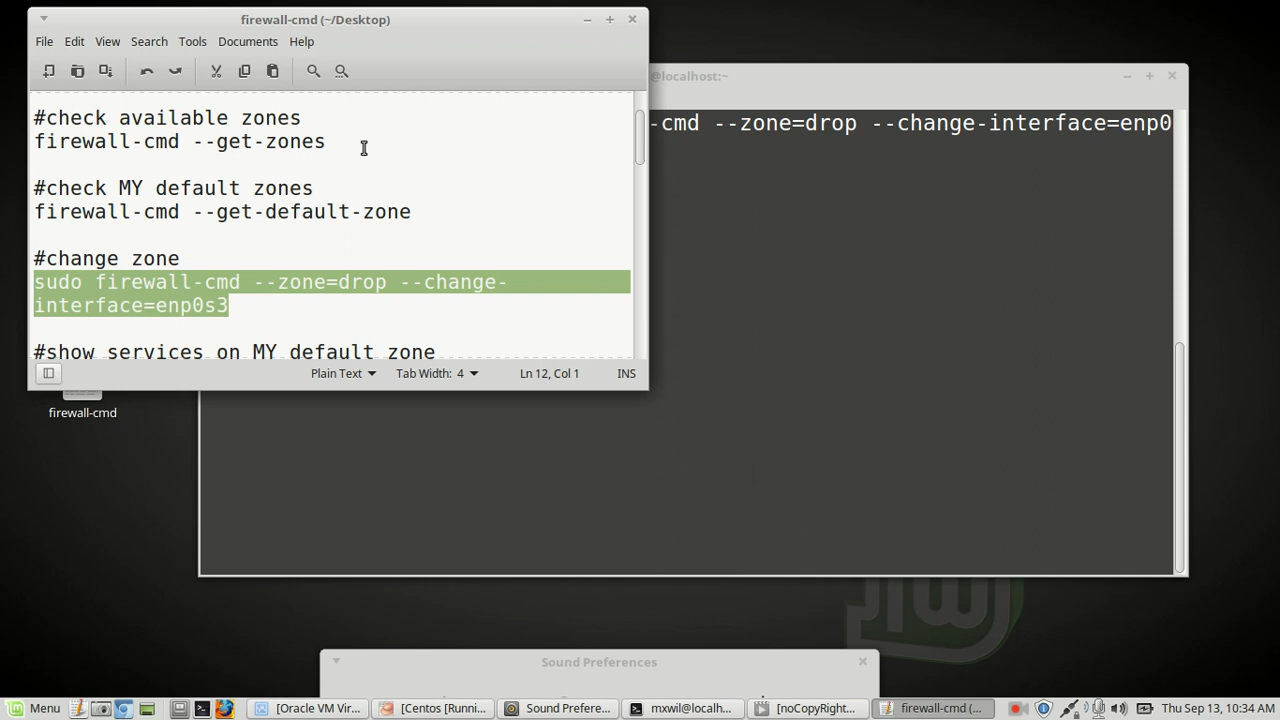 firewall-cmd (~/Desktop)
File Edit View Search Tools Documents Help
#check available zones
firewall-cmd --get-zones
#check MY default zones
firewall-cmd --get-default-zone
#change zone
sudo firewall-cmd --zone=drop --change-
interface=enp0s3
#show services on MY default zone
Plain Text Tab Width: 4 Ln 12, Col 1 INS
@localhost:~
-cmd --zone=drop --change-interface=enp0
firewall-cmd
Sound Preferences
Menu [Oracle VM Vir... [Centos [Runni... Sound Prefere... mxwil@localh... [noCopyRight... firewall-cmd (... Thu Sep 13, 10:34 AM